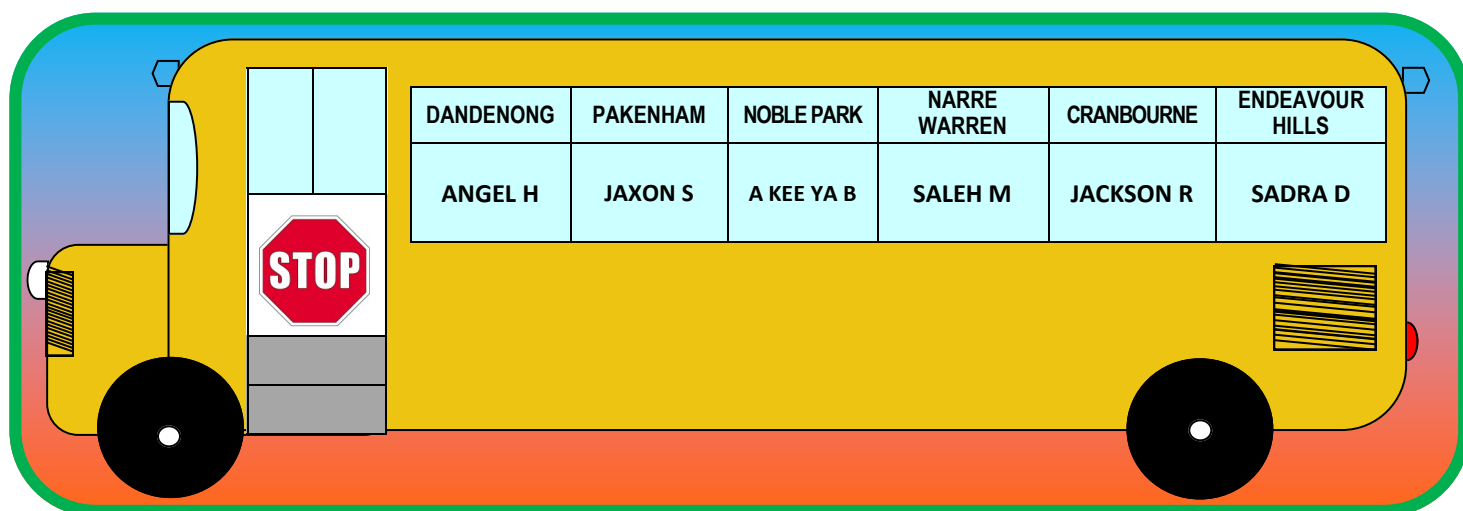 STOP
DANDENONG PAKENHAM NOBLE PARK NARRE WARREN CRANBOURNE ENDEAVOUR HILLS
ANGEL H JAXON S A KEE YA B SALEH M JACKSON R SADRA D